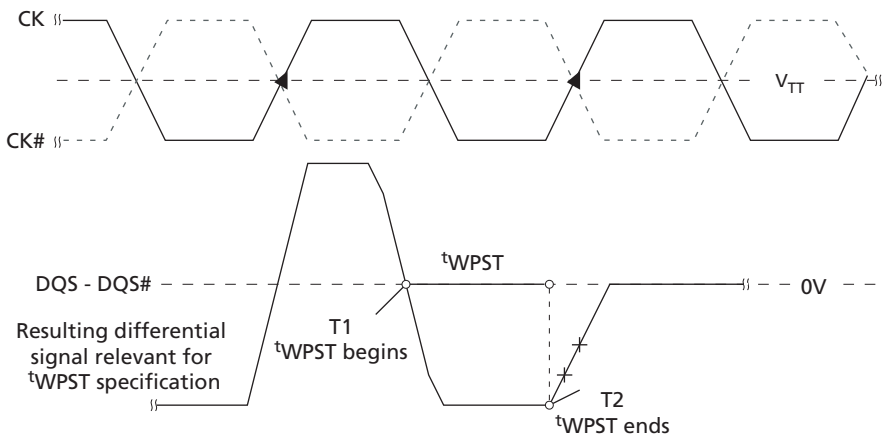 CK
V_TT
CK#
tWPST
DQS - DQS#
0V
Resulting differential
signal relevant for
tWPST specification
T1
tWPST begins
T2
tWPST ends